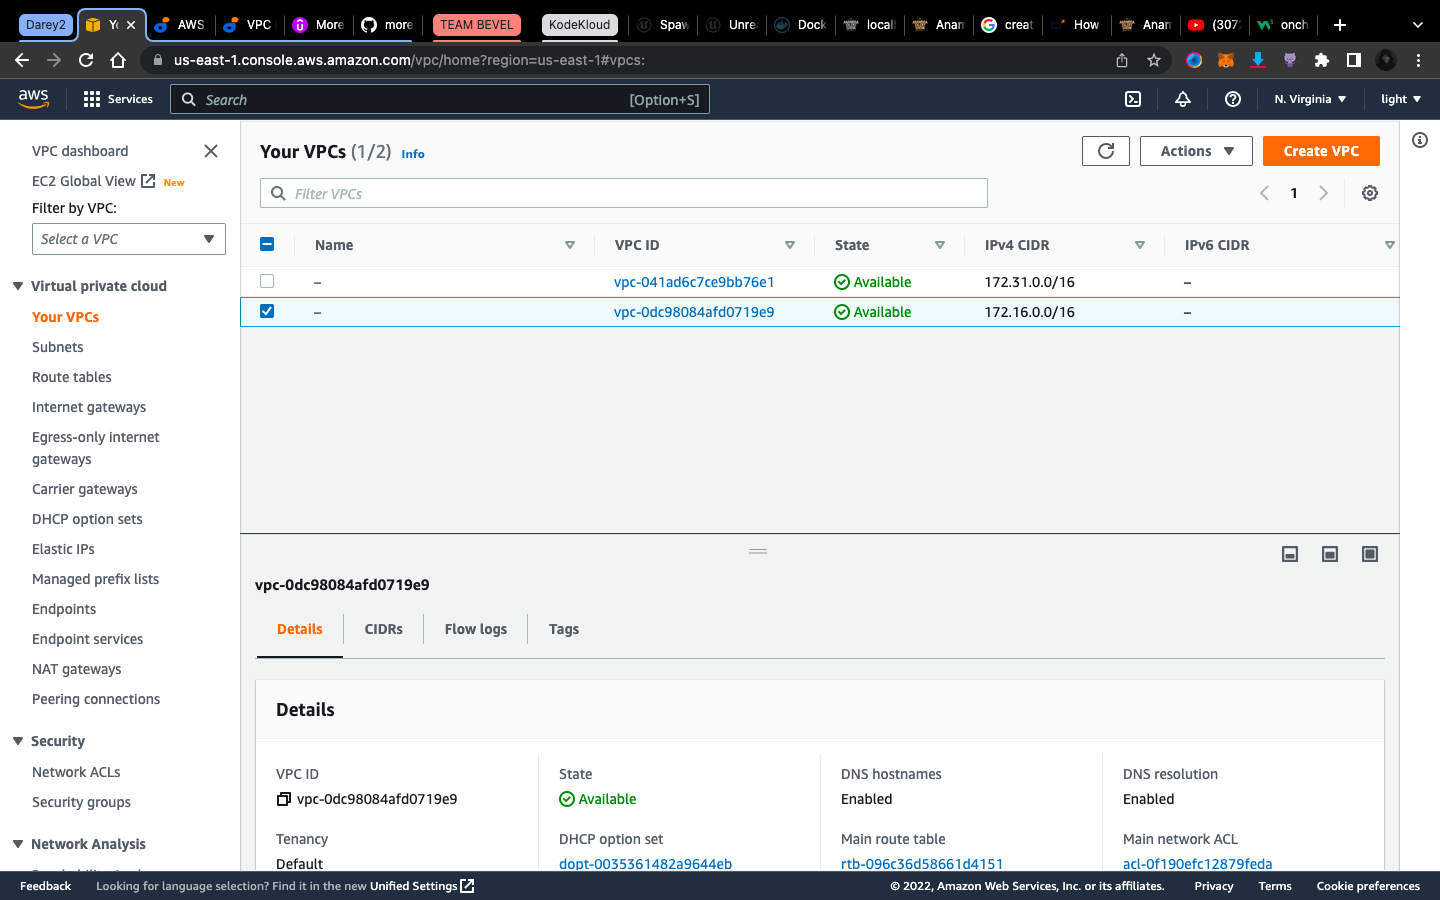 Darey2 Yo AWS VPC More more TEAM BEVEL KodeKloud Spaw Unrea Dock locall Anam G creat How Anam (307) onch
us-east-1.console.aws.amazon.com/vpc/home?region=us-east-1#vpcs:
aws Services Search [Option+S] N. Virginia light
VPC dashboard
EC2 Global View New
Filter by VPC:
Select a VPC
Virtual private cloud
Your VPCs
Subnets
Route tables
Internet gateways
Egress-only internet
gateways
Carrier gateways
DHCP option sets
Elastic IPs
Managed prefix lists
Endpoints
Endpoint services
NAT gateways
Peering connections
Security
Network ACLs
Security groups
Network Analysis
Your VPCs (1/2) Info
Actions Create VPC
Filter VPCs
1
Name VPC ID State IPv4 CIDR IPv6 CIDR
– vpc-041ad6c7ce9bb76e1 Available 172.31.0.0/16 –
– vpc-0dc98084afd0719e9 Available 172.16.0.0/16 –
vpc-0dc98084afd0719e9
Details CIDRs Flow logs Tags
Details
VPC ID State DNS hostnames DNS resolution
vpc-0dc98084afd0719e9 Available Enabled Enabled
Tenancy DHCP option set Main route table Main network ACL
Default dopt-0035361482a9644eb rtb-096c36d58661d4151 acl-0f190efc12879feda
Feedback Looking for language selection? Find it in the new Unified Settings © 2022, Amazon Web Services, Inc. or its affiliates. Privacy Terms Cookie preferences